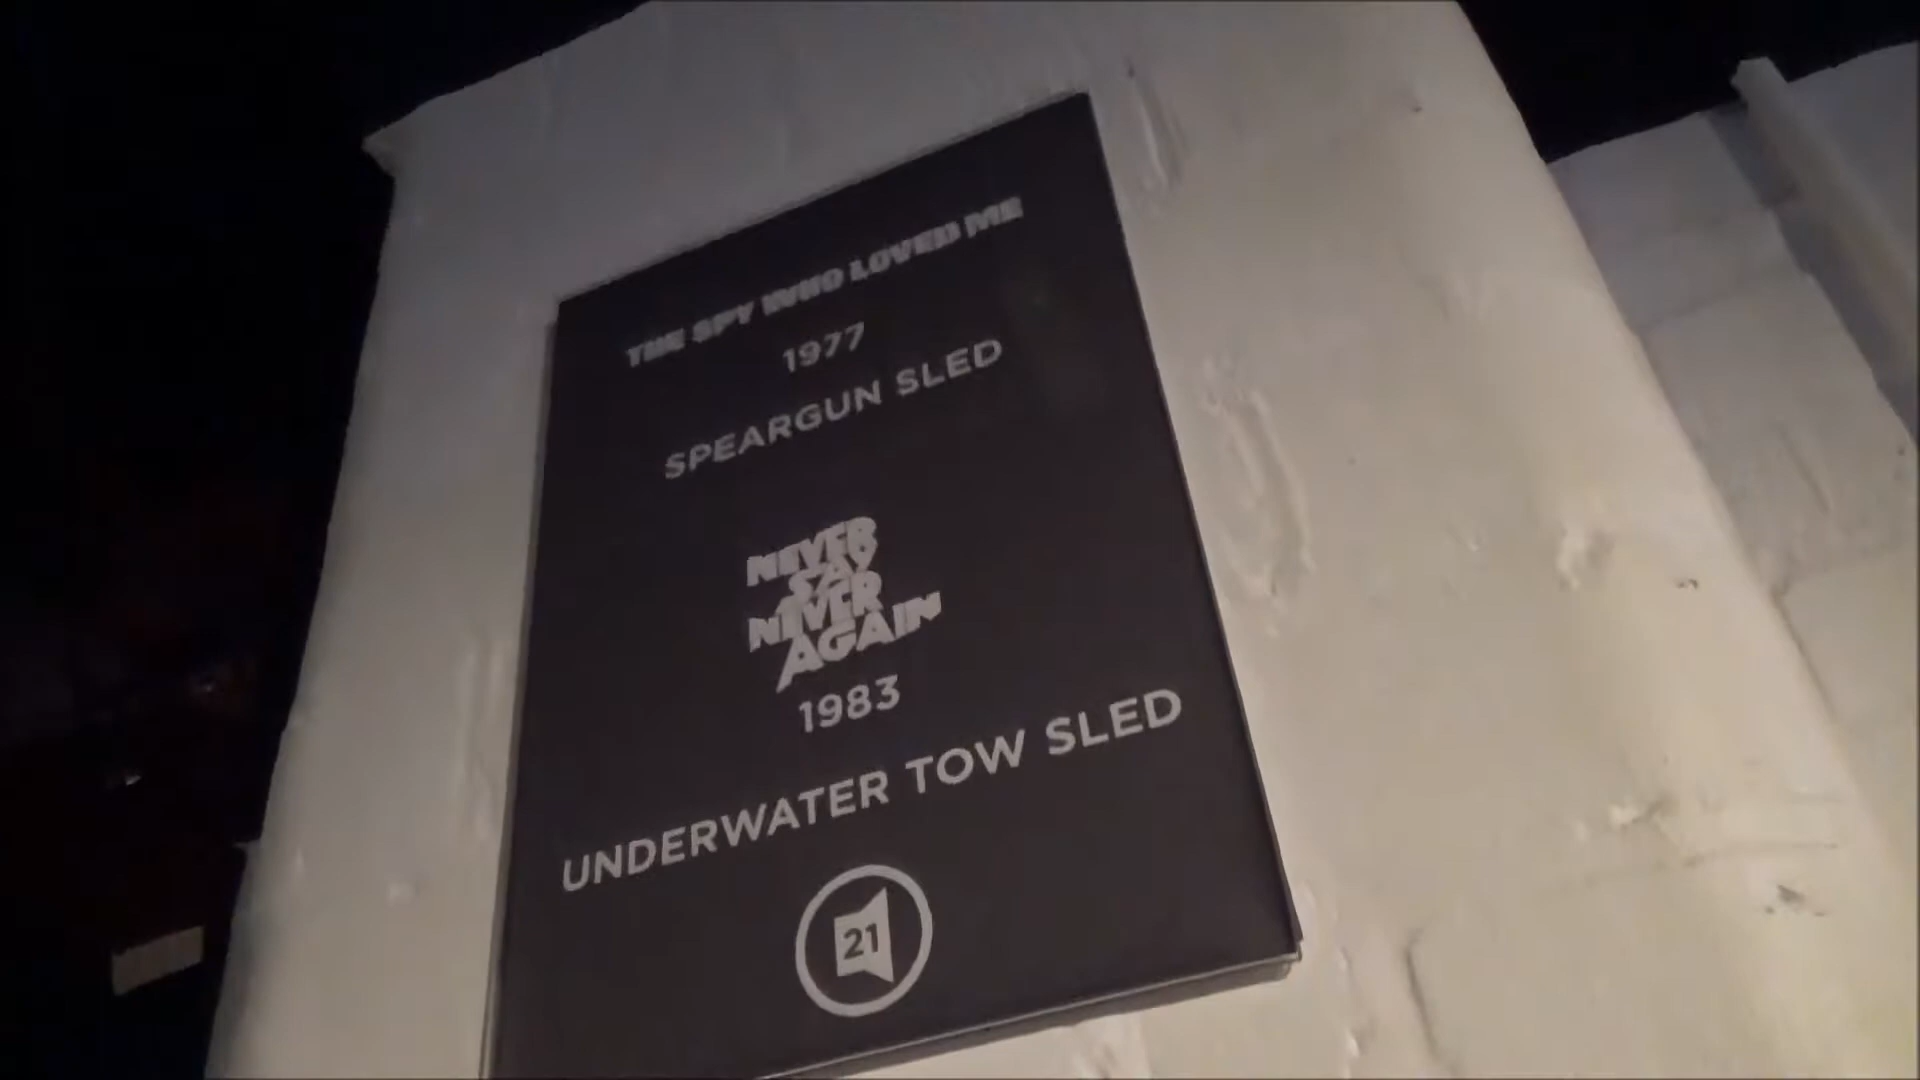 THE SPY WHO LOVED ME
1977
SPEARGUN SLED
NEVER
SAY
NEVER
AGAIN
1983
UNDERWATER TOW SLED
21